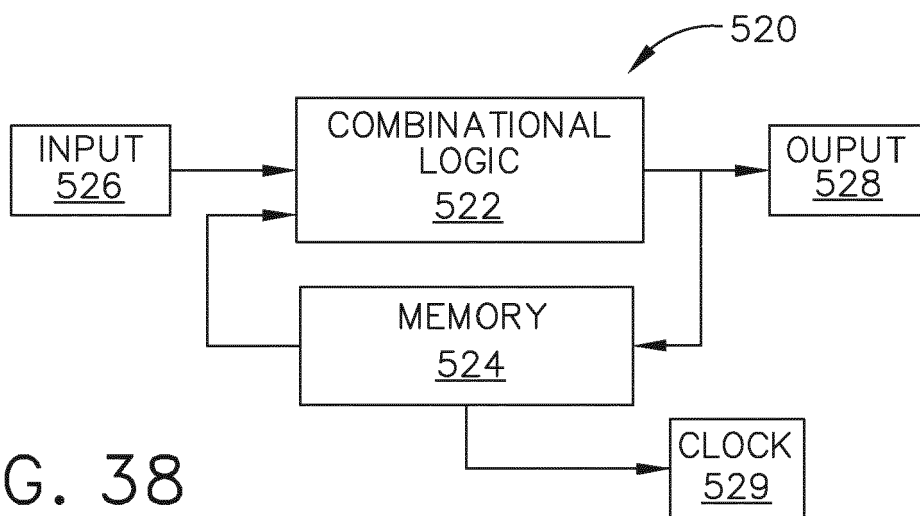 520
INPUT
526
COMBINATIONAL
LOGIC
522
OUPUT
528
MEMORY
524
CLOCK
529
G. 38